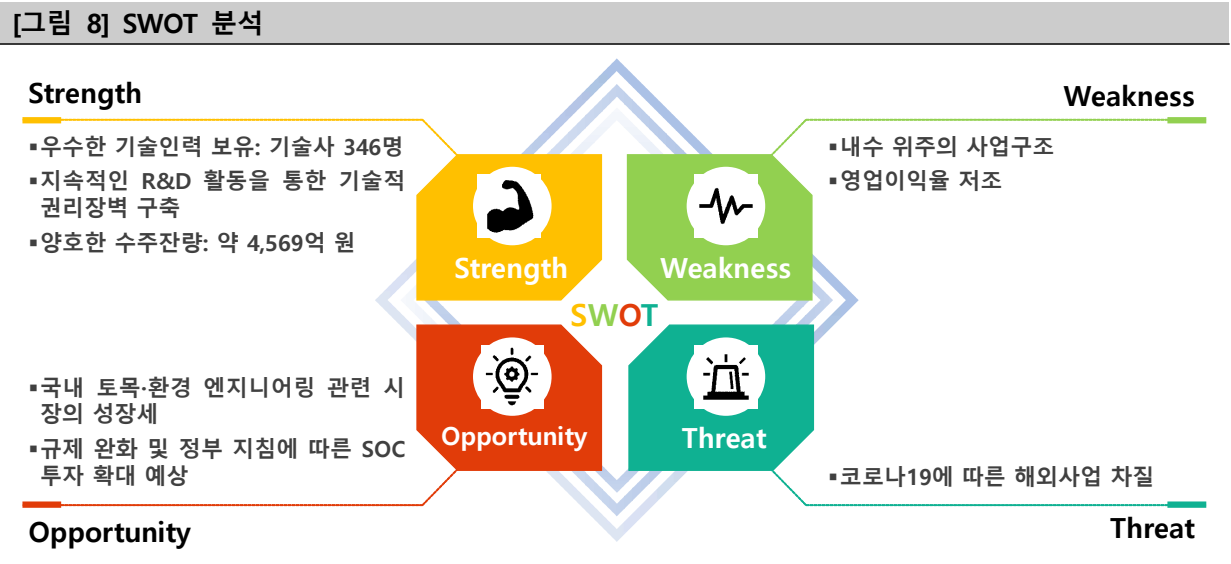 [그림 8] SWOT 분석
Strength
▪우수한 기술인력 보유: 기술사 346명
▪지속적인 R&D 활동을 통한 기술적
권리장벽 구축
▪양호한 수주잔량: 약 4,569억 원
Weakness
▪내수 위주의 사업구조
▪영업이익율 저조
Strength
Weakness
SWOT
Opportunity
Threat
▪국내 토목·환경 엔지니어링 관련 시
장의 성장세
▪규제 완화 및 정부 지침에 따른 SOC
투자 확대 예상
Opportunity
▪코로나19에 따른 해외사업 차질
Threat